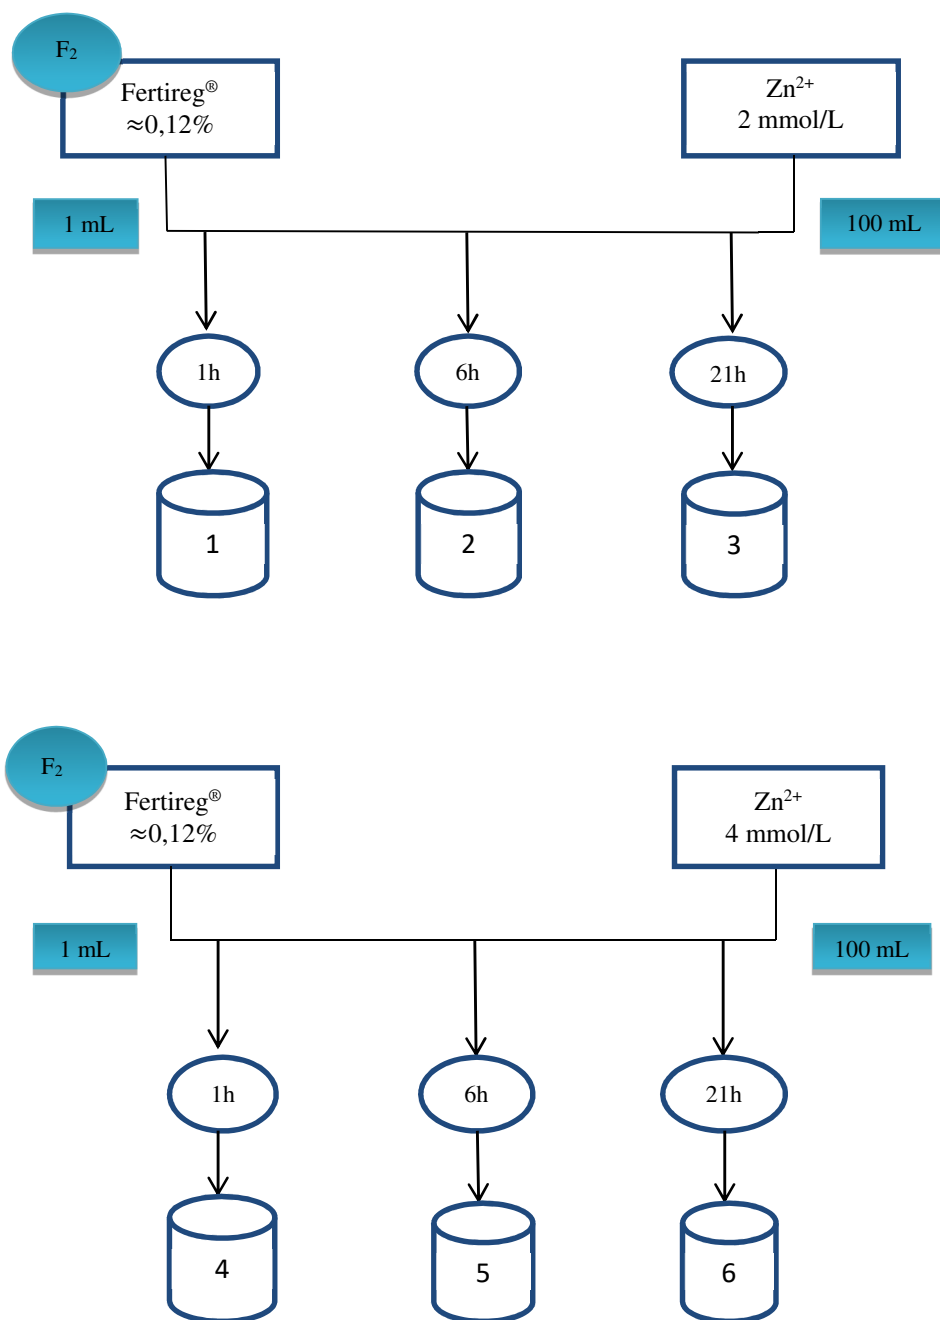 F₂
Fertireg®
≈0,12%
Zn²⁺
2 mmol/L
1 mL
100 mL
1h
6h
21h
1
2
3
F₂
Fertireg®
≈0,12%
Zn²⁺
4 mmol/L
1 mL
100 mL
1h
6h
21h
4
5
6